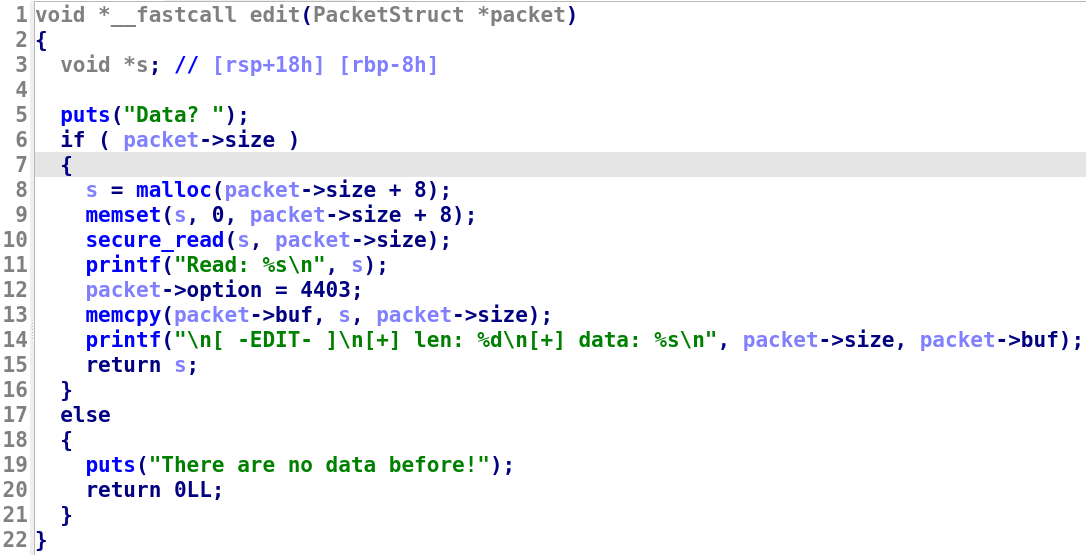 1 void *__fastcall edit(PacketStruct *packet)
2 {
3   void *s; // [rsp+18h] [rbp-8h]
4
5   puts("Data? ");
6   if ( packet->size )
7   {
8     s = malloc(packet->size + 8);
9     memset(s, 0, packet->size + 8);
10     secure_read(s, packet->size);
11     printf("Read: %s\n", s);
12     packet->option = 4403;
13     memcpy(packet->buf, s, packet->size);
14     printf("\n[ -EDIT- ]\n[+] len: %d\n[+] data: %s\n", packet->size, packet->buf);
15     return s;
16   }
17   else
18   {
19     puts("There are no data before!");
20     return 0LL;
21   }
22 }